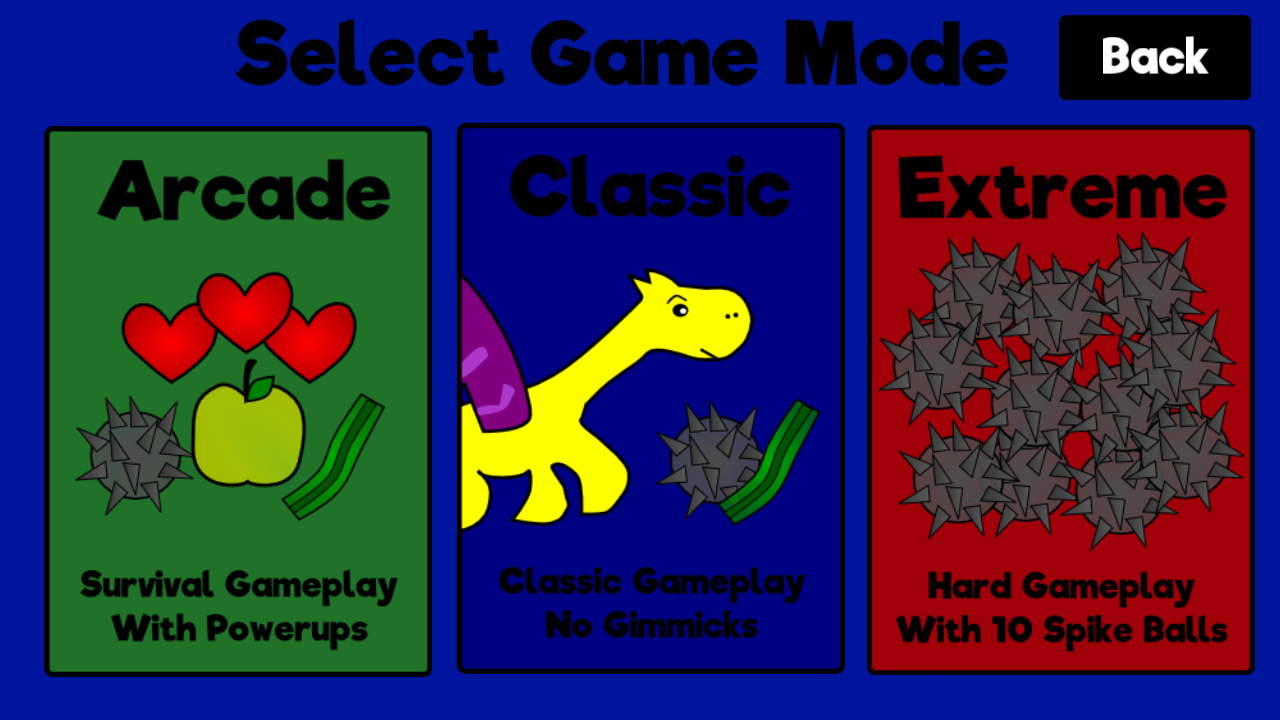 Select Game Mode
Back
Arcade
Survival Gameplay
With Powerups
Classic
Classic Gameplay
No Gimmicks
Extreme
Hard Gameplay
With 10 Spike Balls